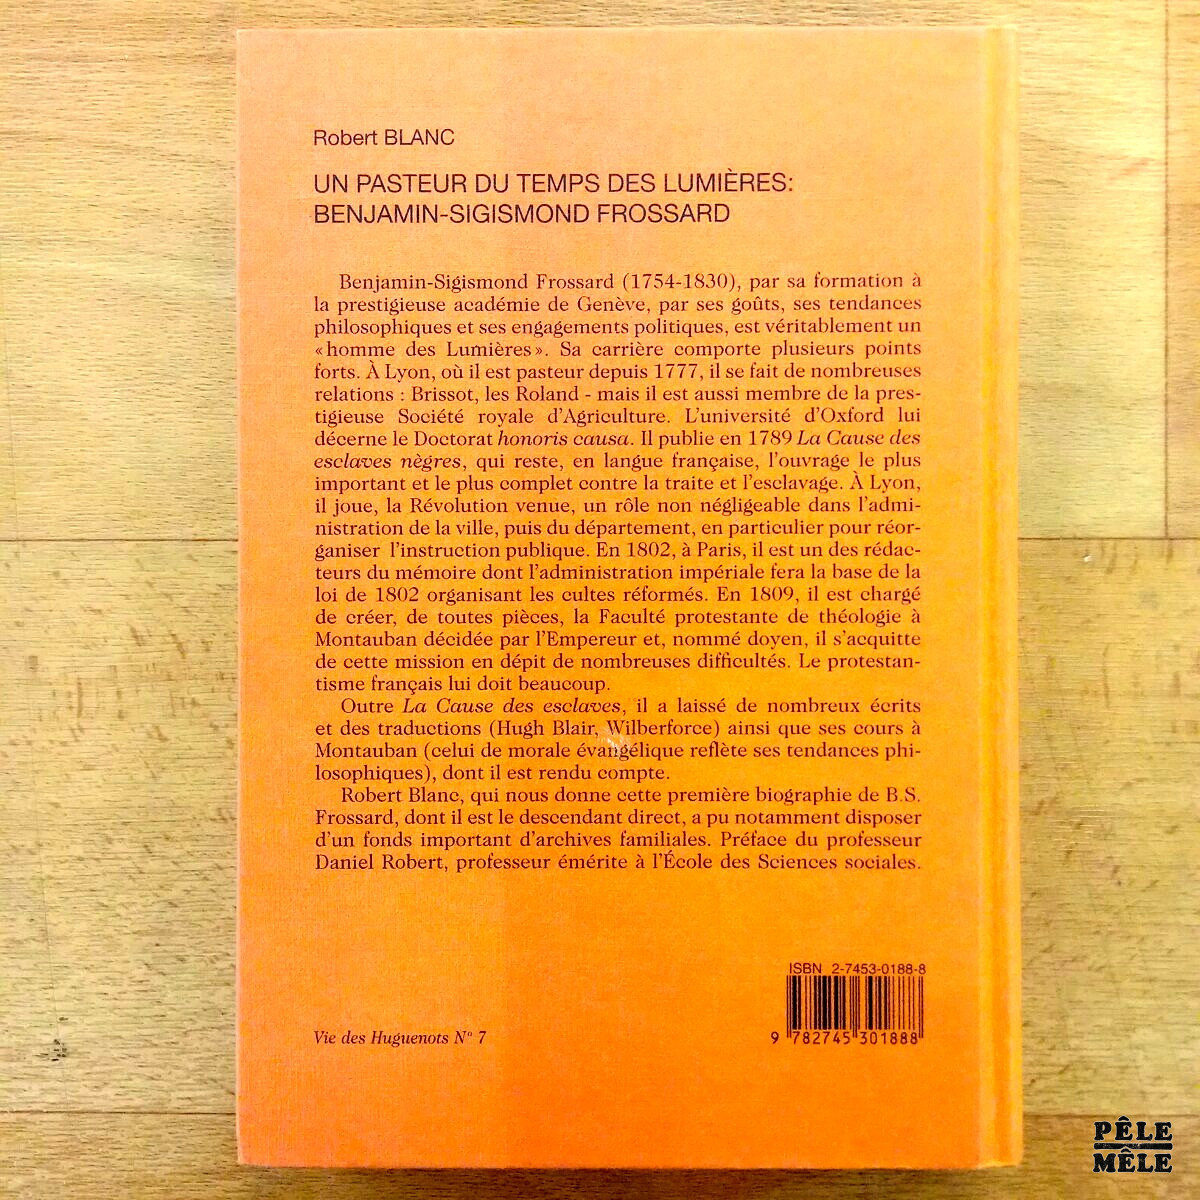 Robert BLANC
UN PASTEUR DU TEMPS DES LUMIÈRES:
BENJAMIN-SIGISMOND FROSSARD
Benjamin-Sigismond Frossard (1754-1830), par sa formation à
la prestigieuse académie de Genève, par ses goûts, ses tendances
philosophiques et ses engagements politiques, est véritablement un
«homme des Lumières». Sa carrière comporte plusieurs points
forts. À Lyon, où il est pasteur depuis 1777, il se fait de nombreuses
relations : Brissot, les Roland - mais il est aussi membre de la pres-
tigieuse Société royale d'Agriculture. L'université d'Oxford lui
décerne le Doctorat honoris causa. Il publie en 1789 La Cause des
esclaves nègres, qui reste, en langue française, l'ouvrage le plus
important et le plus complet contre la traite et l'esclavage. À Lyon,
il joue, la Révolution venue, un rôle non négligeable dans l'admi-
nistration de la ville, puis du département, en particulier pour réor-
ganiser l'instruction publique. En 1802, à Paris, il est un des rédac-
teurs du mémoire dont l'administration impériale fera la base de la
loi de 1802 organisant les cultes réformés. En 1809, il est chargé
de créer, de toutes pièces, la Faculté protestante de théologie à
Montauban décidée par l'Empereur et, nommé doyen, il s'acquitte
de cette mission en dépit de nombreuses difficultés. Le protestan-
tisme français lui doit beaucoup.
Outre La Cause des esclaves, il a laissé de nombreux écrits
et des traductions (Hugh Blair, Wilberforce) ainsi que ses cours à
Montauban (celui de morale évangélique reflète ses tendances phi-
losophiques), dont il est rendu compte.
Robert Blanc, qui nous donne cette première biographie de B.S.
Frossard, dont il est le descendant direct, a pu notamment disposer
d'un fonds important d'archives familiales. Préface du professeur
Daniel Robert, professeur émérite à l'École des Sciences sociales.
ISBN 2-7453-0188-8
9 782745 301888
Vie des Huguenots N° 7
PÊLE
MÊLE